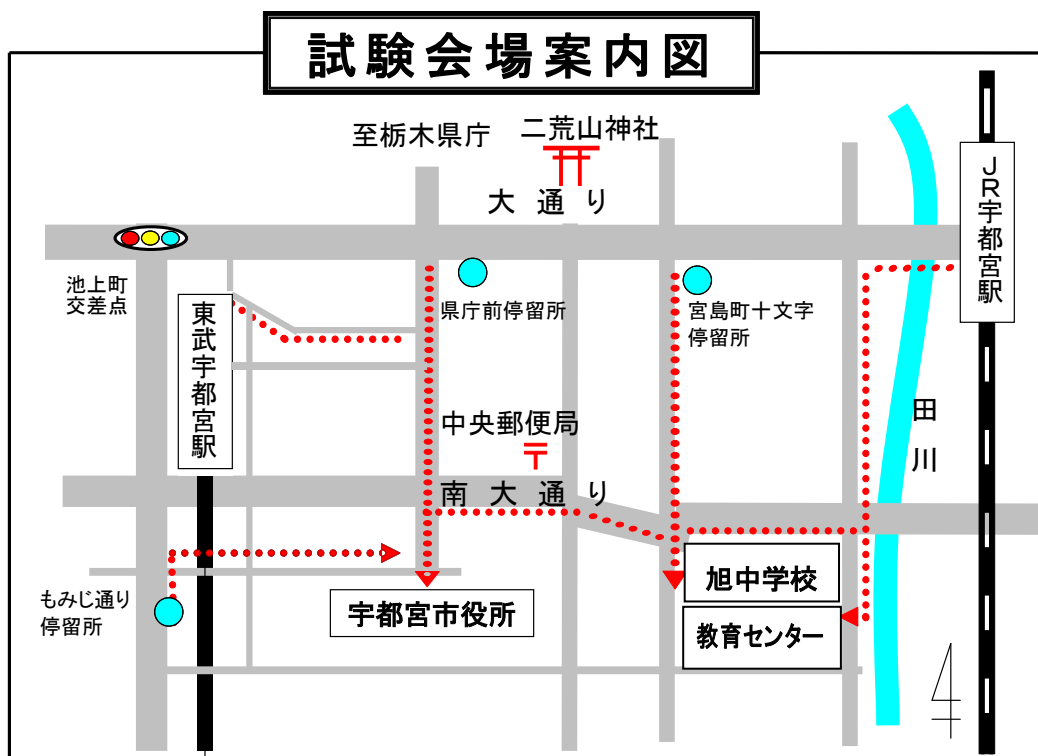 試験会場案内図
至栃木県庁
二荒山神社
大通り
池上町
交差点
東武宇都宮駅
県庁前停留所
宮島町十文字
停留所
JR宇都宮駅
中央郵便局
〒
田川
南大通り
もみじ通り
停留所
宇都宮市役所
旭中学校
教育センター